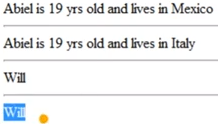 Abiel is 19 yrs old and lives in Mexico
Abiel is 19 yrs old and lives in Italy
Will
Will